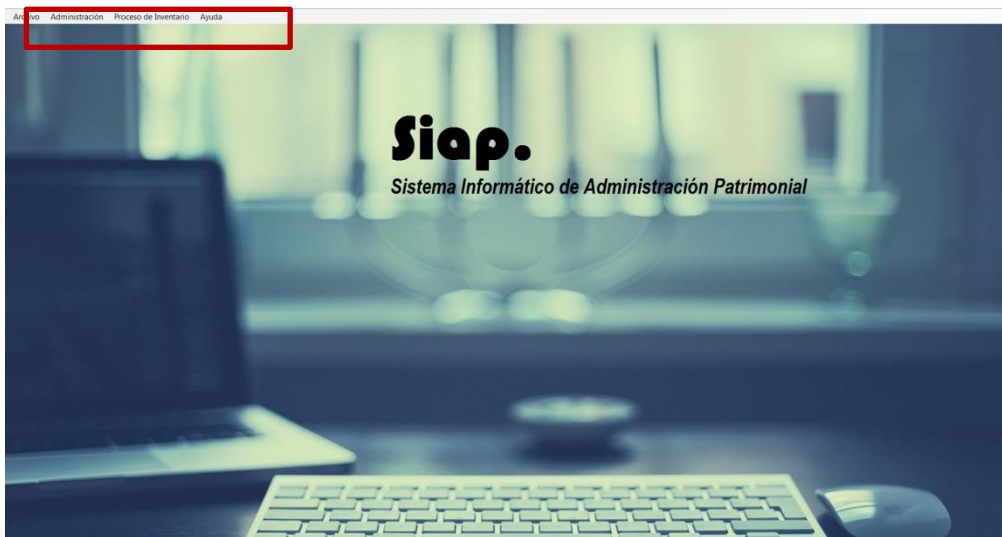 Archivo Administración Proceso de Inventario Ayuda
Siap.
Sistema Informático de Administración Patrimonial